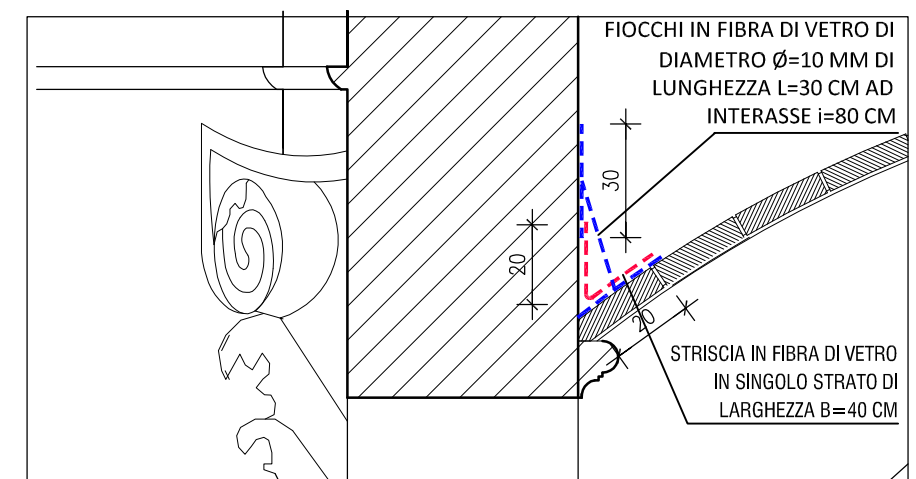 FIOCCHI IN FIBRA DI VETRO DI
DIAMETRO Ø=10 MM DI
LUNGHEZZA L=30 CM AD
INTERASSE i=80 CM
30
20
20
STRISCIA IN FIBRA DI VETRO
IN SINGOLO STRATO DI
LARGHEZZA B=40 CM